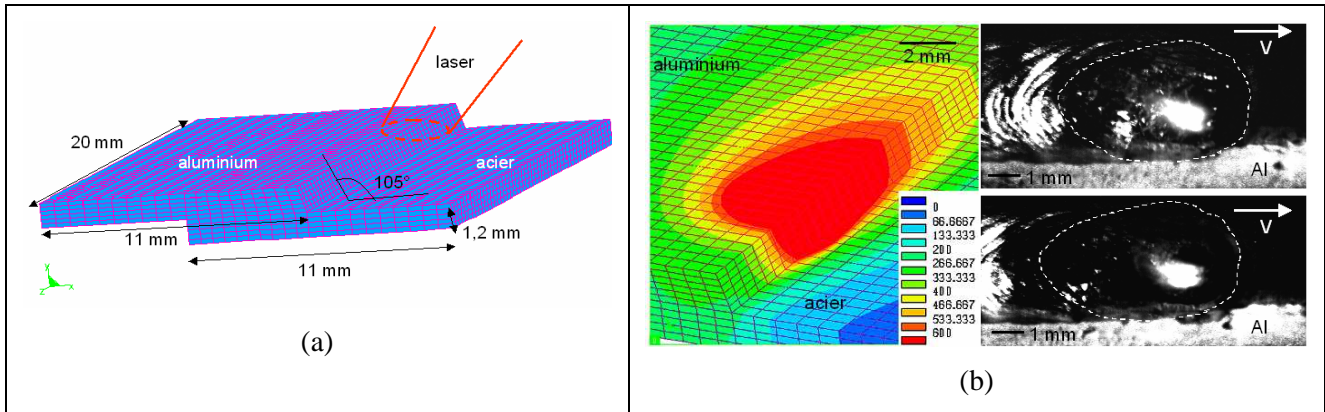 laser
20 mm
aluminium
acier
105°
11 mm
1,2 mm
11 mm
y
z
x
(a)
aluminium
2 mm
acier
0
66.6667
133.333
200
266.667
333.333
400
466.667
533.333
600
V
Al
1 mm
V
Al
1 mm
(b)